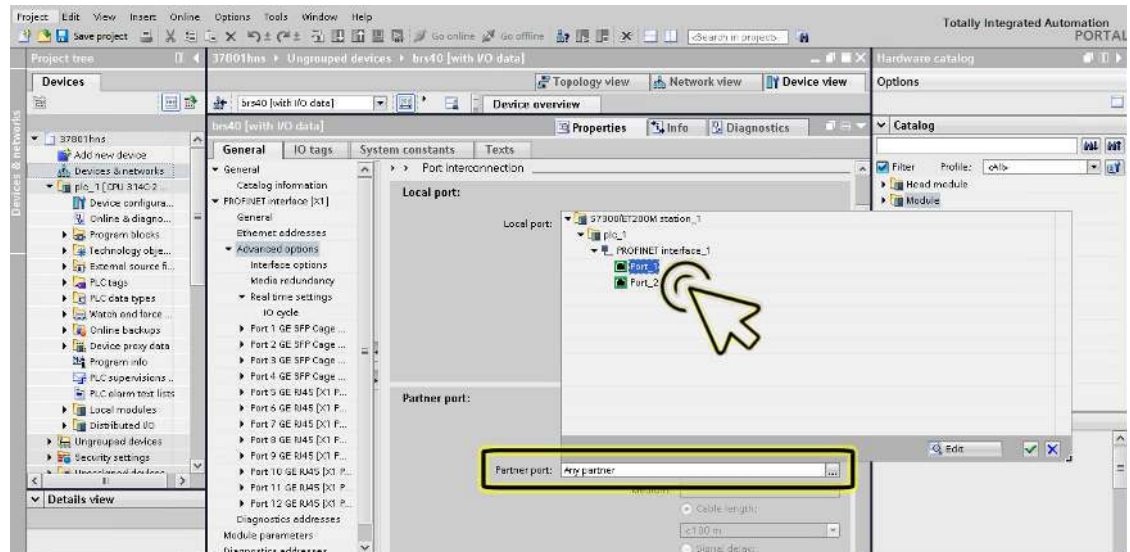 Project Edit View Insert Online Options Tools Window Help
Totally Integrated Automation
PORTAL
Save project Go online Go offline <Search in project>
Project tree
37801hns Ungrouped devices brs40 [with I/O data]
Hardware catalog
Devices
Topology view Network view Device view
Options
brs40 [with I/O data] Device overview
Devices & networks
brs40 [with I/O data] Properties Info Diagnostics
Catalog
General IO tags System constants Texts
Filter Profile: <All>
Head module
Module
37801hns
Add new device
Devices & networks
plc_1 [CPU 314C-2 ...
Device configura...
Online & diagno...
Program blocks
Technology obje...
External source fi...
PLC tags
PLC data types
Watch and force ...
Online backups
Device proxy data
Program info
PLC supervisions ...
PLC alarm text lists
Local modules
Distributed I/O
Ungrouped devices
Security settings
Details view
General
Catalog information
PROFINET interface [X1]
General
Ethernet addresses
Advanced options
Interface options
Media redundancy
Real time settings
IO cycle
Port 1 GE SFP Cage ...
Port 2 GE SFP Cage ...
Port 3 GE SFP Cage ...
Port 4 GE SFP Cage ...
Port 5 GE RJ45 [X1 P...
Port 6 GE RJ45 [X1 P...
Port 7 GE RJ45 [X1 P...
Port 8 GE RJ45 [X1 P...
Port 9 GE RJ45 [X1 P...
Port 10 GE RJ45 [X1 P...
Port 11 GE RJ45 [X1 P...
Port 12 GE RJ45 [X1 P...
Diagnostics addresses
Module parameters
Diagnostics addresses
Port interconnection
Local port:
Local port:
S7300/ET200M station_1
plc_1
PROFINET interface_1
Port_1
Port_2
Edit
Partner port:
Partner port: Any partner ...
Cable length:
<100 m
Signal delay: